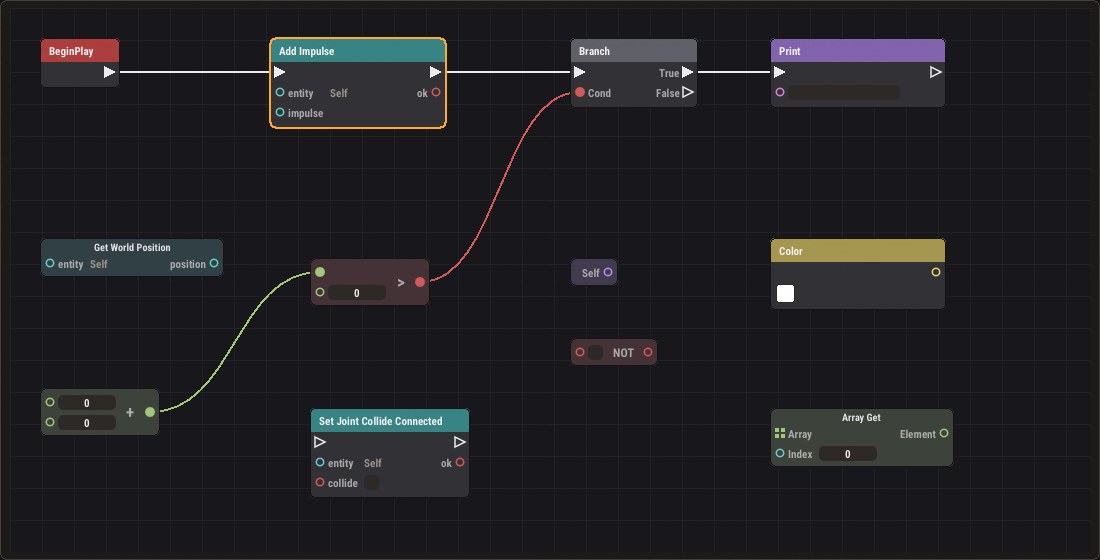 BeginPlay
Add Impulse
entity Self ok
impulse
Branch
True
Cond False
Print
Get World Position
entity Self position
0 >
Self
Color
NOT
0 +
0
Set Joint Collide Connected
entity Self ok
collide
Array Get
Array Element
Index 0